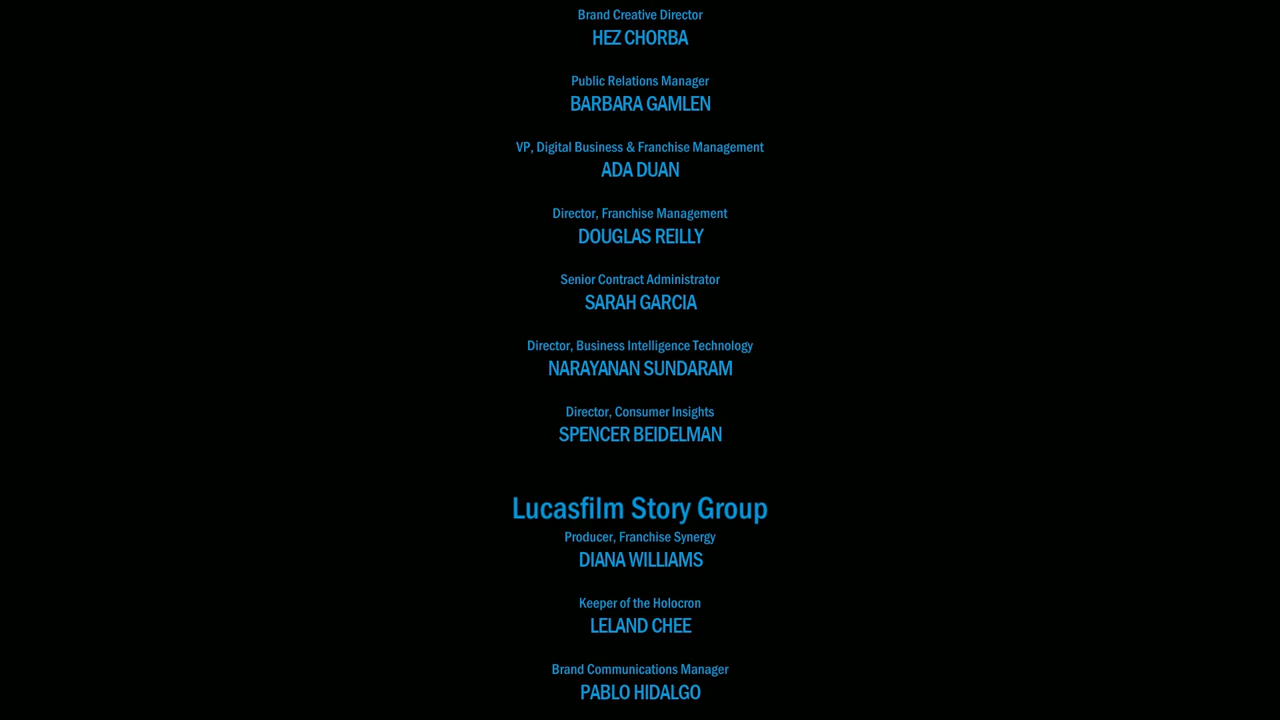 Brand Creative Director
HEZ CHORBA
Public Relations Manager
BARBARA GAMLEN
VP, Digital Business & Franchise Management
ADA DUAN
Director, Franchise Management
DOUGLAS REILLY
Senior Contract Administrator
SARAH GARCIA
Director, Business Intelligence Technology
NARAYANAN SUNDARAM
Director, Consumer Insights
SPENCER BEIDELMAN
Lucasfilm Story Group
Producer, Franchise Synergy
DIANA WILLIAMS
Keeper of the Holocron
LELAND CHEE
Brand Communications Manager
PABLO HIDALGO